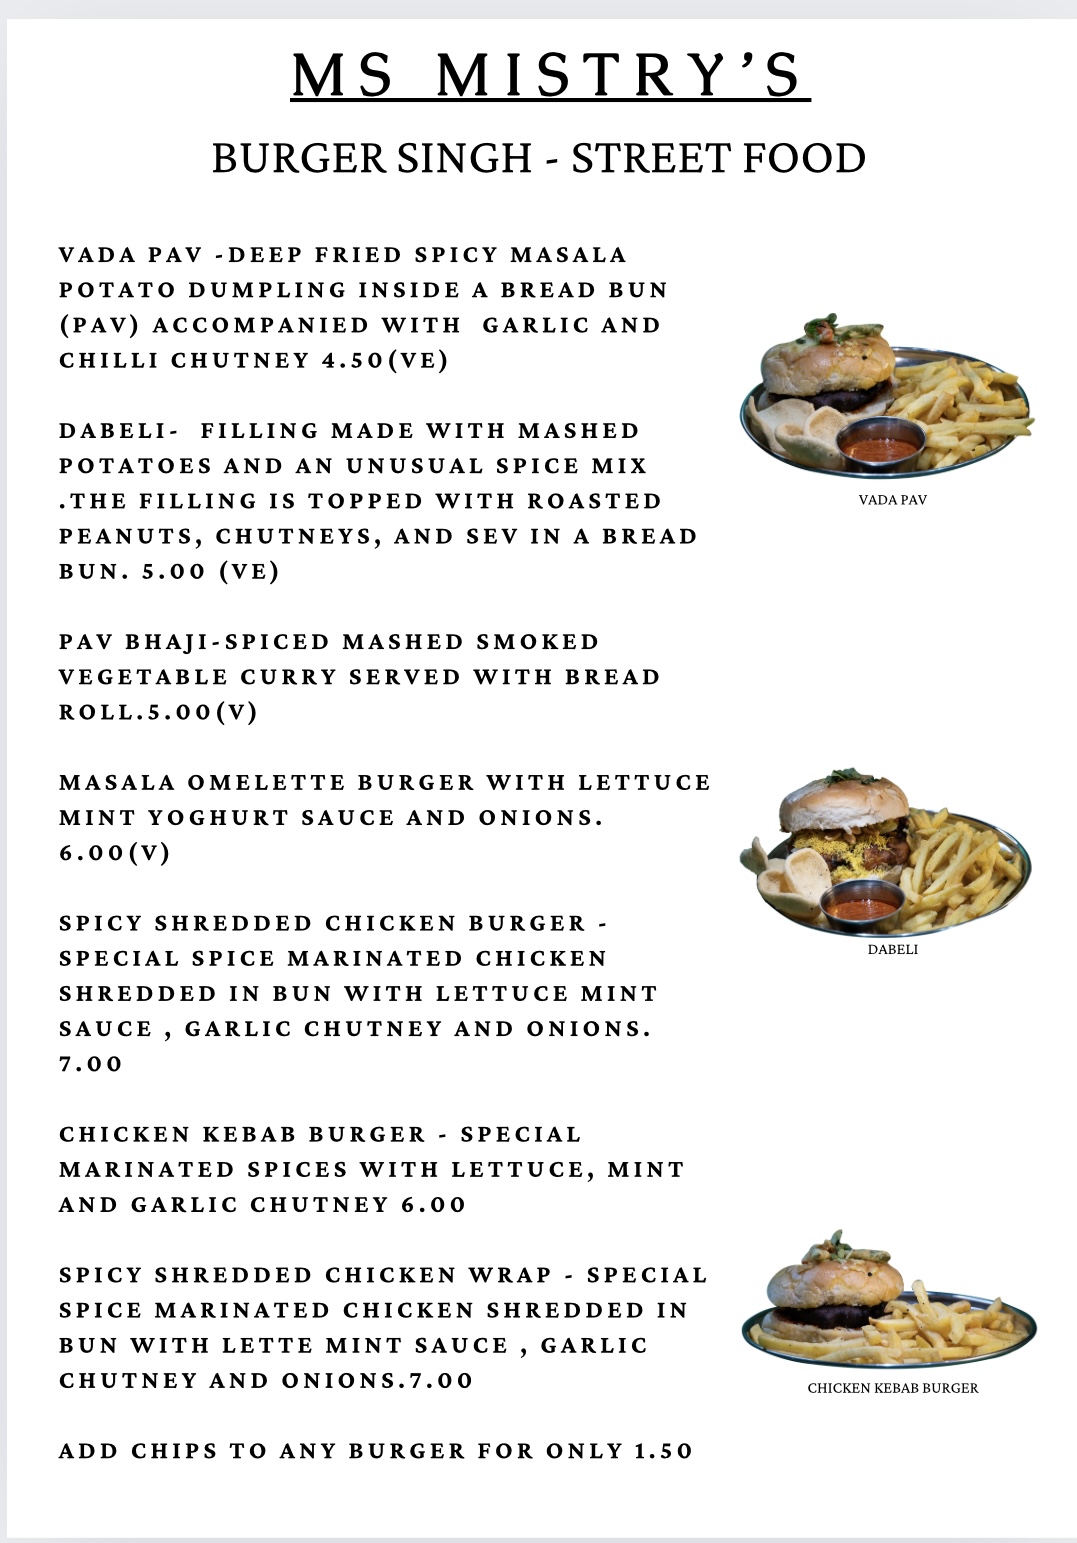 MS MISTRY'S
BURGER SINGH - STREET FOOD
VADA PAV -DEEP FRIED SPICY MASALA
POTATO DUMPLING INSIDE A BREAD BUN
(PAV) ACCOMPANIED WITH  GARLIC AND
CHILLI CHUTNEY 4.50(VE)
DABELI-  FILLING MADE WITH MASHED
POTATOES AND AN UNUSUAL SPICE MIX
.THE FILLING IS TOPPED WITH ROASTED
PEANUTS, CHUTNEYS, AND SEV IN A BREAD
BUN. 5.00 (VE)
PAV BHAJI-SPICED MASHED SMOKED
VEGETABLE CURRY SERVED WITH BREAD
ROLL.5.00(V)
MASALA OMELETTE BURGER WITH LETTUCE
MINT YOGHURT SAUCE AND ONIONS.
6.00(V)
SPICY SHREDDED CHICKEN BURGER -
SPECIAL SPICE MARINATED CHICKEN
SHREDDED IN BUN WITH LETTUCE MINT
SAUCE , GARLIC CHUTNEY AND ONIONS.
7.00
CHICKEN KEBAB BURGER - SPECIAL
MARINATED SPICES WITH LETTUCE, MINT
AND GARLIC CHUTNEY 6.00
SPICY SHREDDED CHICKEN WRAP - SPECIAL
SPICE MARINATED CHICKEN SHREDDED IN
BUN WITH LETTE MINT SAUCE , GARLIC
CHUTNEY AND ONIONS.7.00
ADD CHIPS TO ANY BURGER FOR ONLY 1.50
VADA PAV
DABELI
CHICKEN KEBAB BURGER